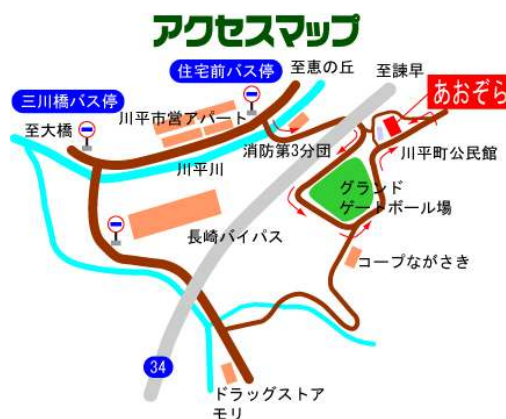 アクセスマップ
住宅前バス停
至恵の丘
至諫早
三川橋バス停
あおぞら
川平市営アパート
至大橋
消防第3分団
川平町公民館
川平川
グランド
ゲートボール場
長崎バイパス
コープながさき
34
ドラッグストア
モリ